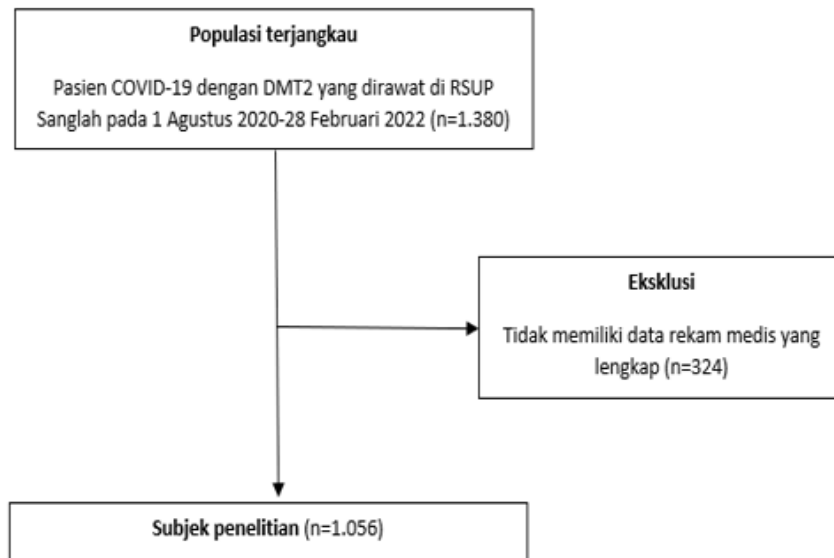 Populasi terjangkau
Pasien COVID-19 dengan DMT2 yang dirawat di RSUP
Sanglah pada 1 Agustus 2020-28 Februari 2022 (n=1.380)
Eksklusi
Tidak memiliki data rekam medis yang
lengkap (n=324)
Subjek penelitian (n=1.056)